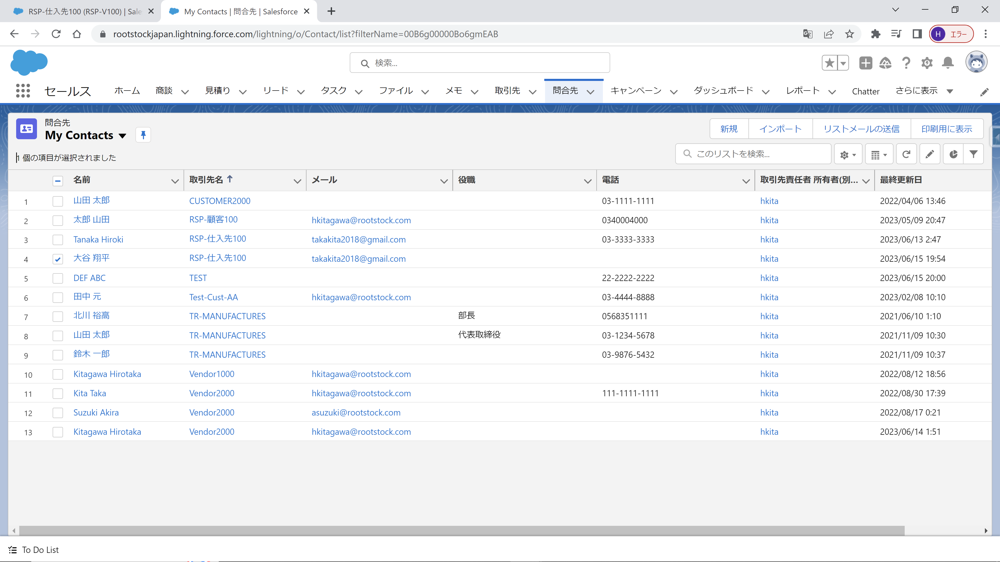 RSP-仕入先100 (RSP-V100) | Sale
My Contacts | 問合先 | Salesforce
rootstockjapan.lightning.force.com/lightning/o/Contact/list?filterName=00B6g00000Bo6gmEAB
H エラー
検索...
セールス ホーム 商談 見積り リード タスク ファイル メモ 取引先 問合先 キャンペーン ダッシュボード レポート Chatter さらに表示
問合先
My Contacts
新規 インポート リストメールの送信 印刷用に表示
1 個の項目が選択されました
このリストを検索...
名前 取引先名 メール 役職 電話 取引先責任者 所有者(別... 最終更新日
1 山田 太郎 CUSTOMER2000 03-1111-1111 hkita 2022/04/06 13:46
2 太郎 山田 RSP-顧客100 hkitagawa@rootstock.com 0340004000 hkita 2023/05/09 20:47
3 Tanaka Hiroki RSP-仕入先100 takakita2018@gmail.com 03-3333-3333 hkita 2023/06/13 2:47
4 大谷 翔平 RSP-仕入先100 takakita2018@gmail.com hkita 2023/06/15 19:54
5 DEF ABC TEST 22-2222-2222 hkita 2023/06/15 20:00
6 田中 元 Test-Cust-AA hkitagawa@rootstock.com 03-4444-8888 hkita 2023/02/08 10:10
7 北川 裕高 TR-MANUFACTURES 部長 0568351111 hkita 2021/06/10 1:10
8 山田 太郎 TR-MANUFACTURES 代表取締役 03-1234-5678 hkita 2021/11/09 10:30
9 鈴木 一郎 TR-MANUFACTURES 03-9876-5432 hkita 2021/11/09 10:37
10 Kitagawa Hirotaka Vendor1000 hkitagawa@rootstock.com hkita 2022/08/12 18:56
11 Kita Taka Vendor2000 hkitagawa@rootstock.com 111-1111-1111 hkita 2022/08/30 17:39
12 Suzuki Akira Vendor2000 asuzuki@rootstock.com hkita 2022/08/17 0:21
13 Kitagawa Hirotaka Vendor2000 hkitagawa@rootstock.com hkita 2023/06/14 1:51
To Do List